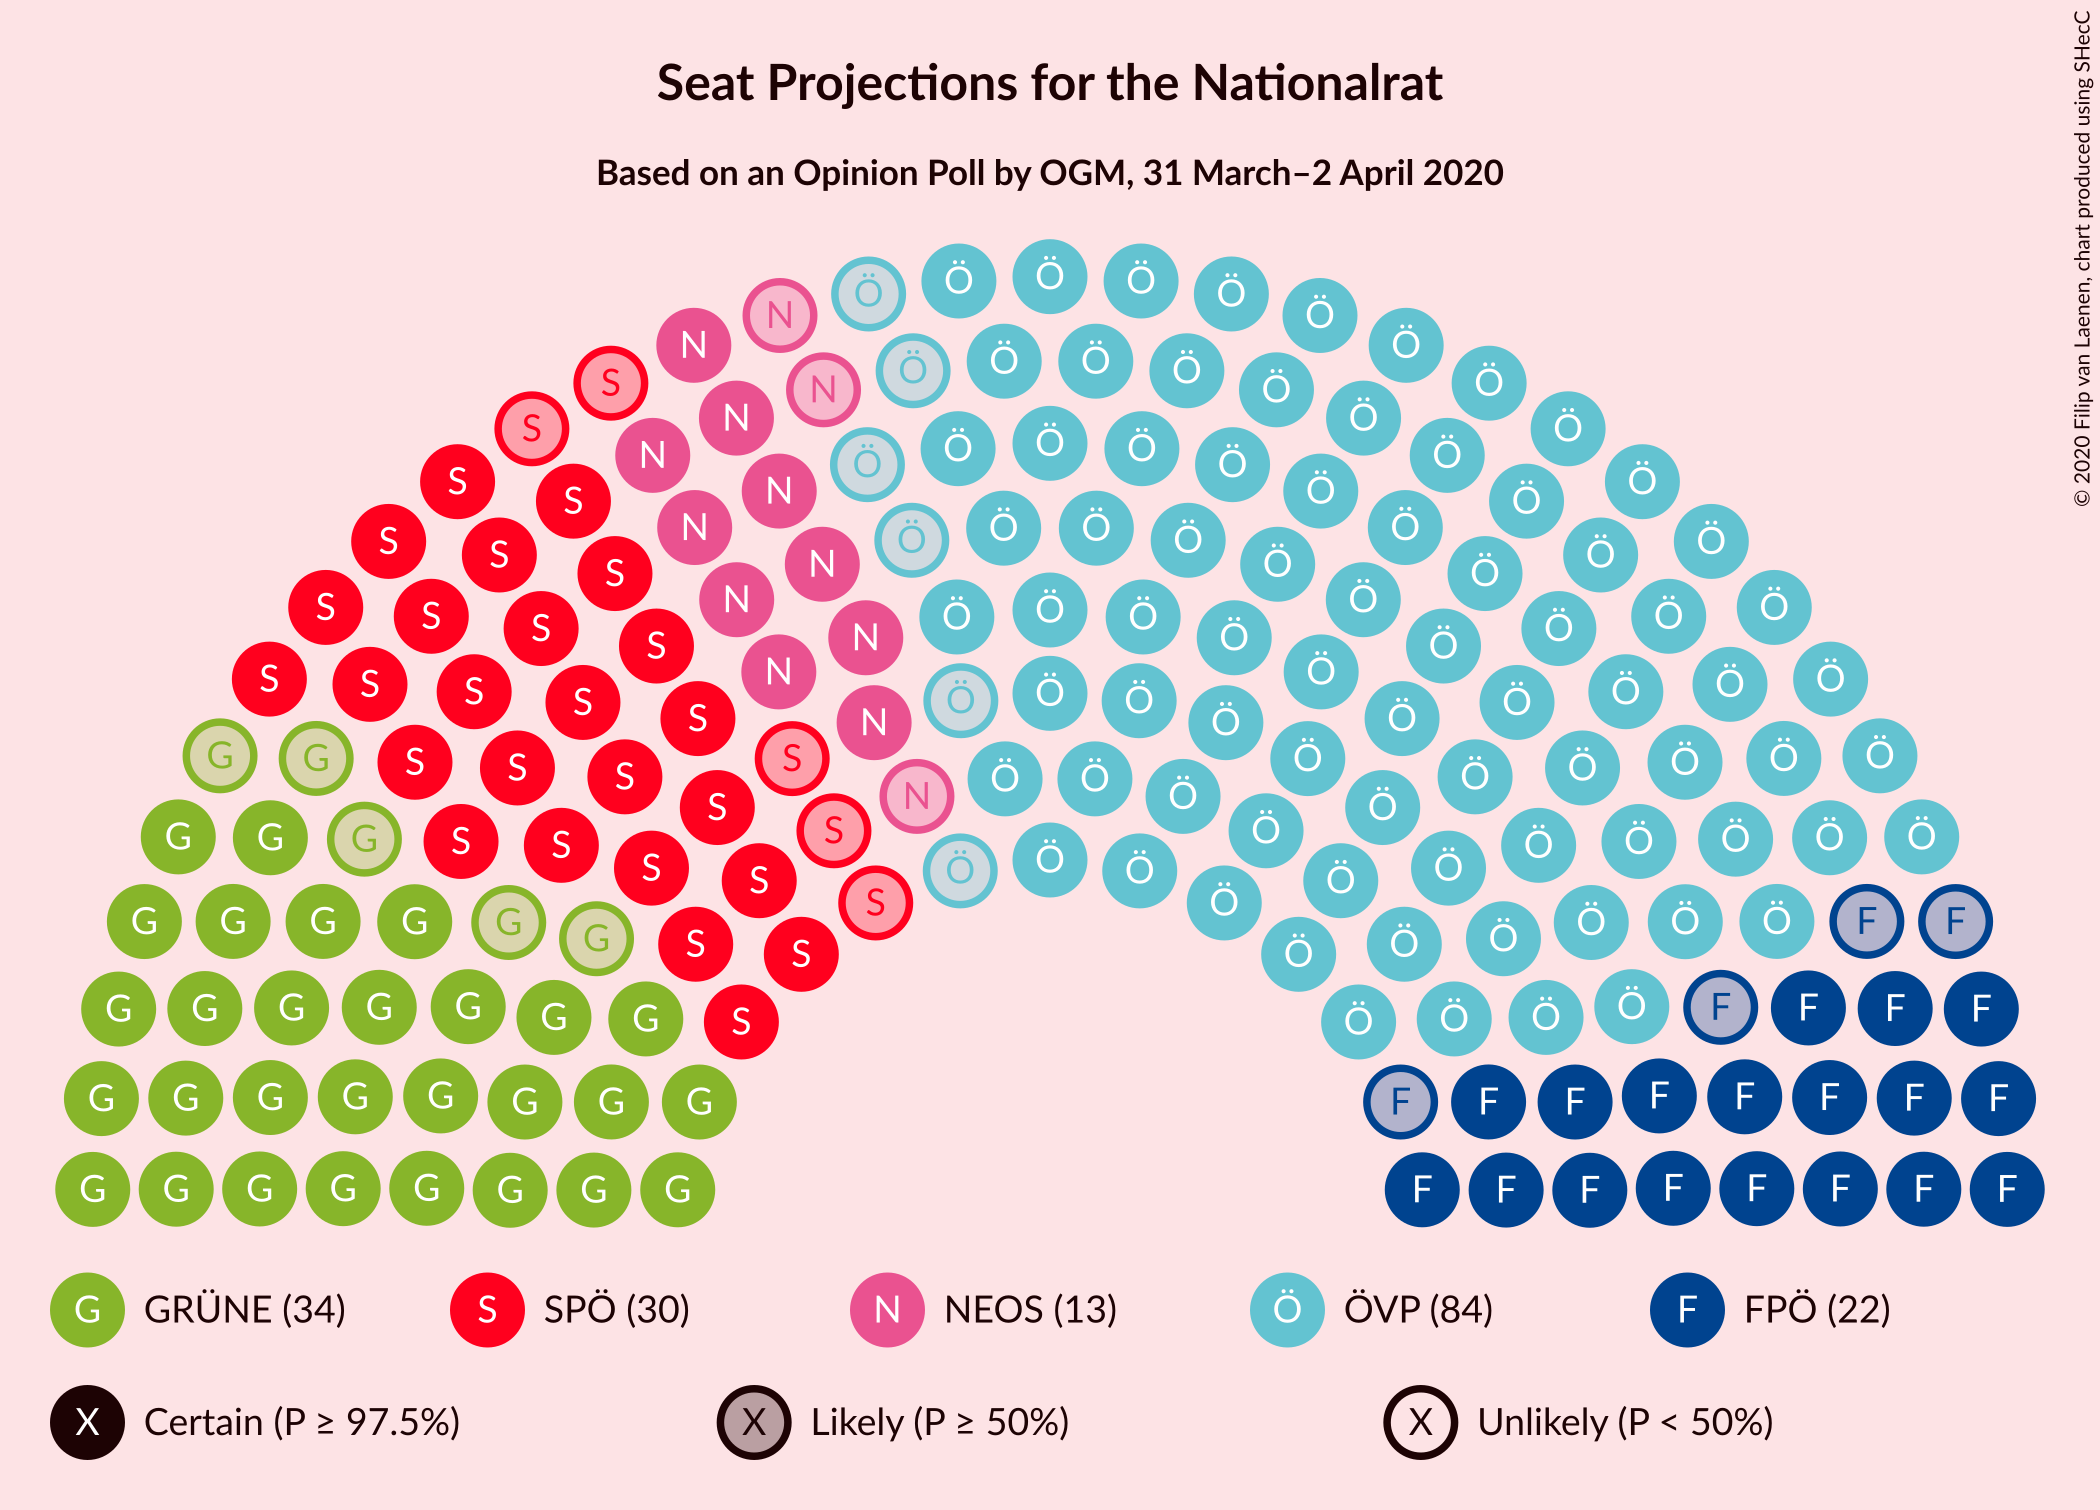 Seat Projections for the Nationalrat
Based on an Opinion Poll by OGM, 31 March–2 April 2020
© 2020 Filip van Laenen, chart produced using SHecC
Ö Ö Ö Ö Ö
N Ö
N Ö
S Ö Ö Ö Ö N Ö
S N Ö Ö
S N Ö Ö Ö Ö Ö Ö
S N Ö Ö
S S N N Ö Ö Ö Ö Ö Ö Ö
S S N Ö Ö Ö Ö Ö Ö
S S S N Ö Ö Ö Ö Ö Ö
S S S N Ö Ö Ö Ö Ö Ö
S S S S N Ö Ö Ö Ö Ö Ö Ö
S S S N Ö Ö Ö Ö Ö Ö
G G S S S S Ö Ö Ö Ö Ö Ö Ö
S N Ö Ö Ö Ö
G G G S S S S Ö Ö Ö Ö Ö Ö
S S Ö Ö Ö Ö Ö
G G G G G S Ö Ö Ö Ö F F
G S S Ö Ö Ö
G G G G G G G S Ö Ö Ö Ö F F F F
G G G G G G G G F F F F F F F F
G G G G G G G G F F F F F F F F
G GRÜNE (34) S SPÖ (30) N NEOS (13) Ö ÖVP (84) F FPÖ (22)
X Certain (P ≥ 97.5%) X Likely (P ≥ 50%) X Unlikely (P < 50%)